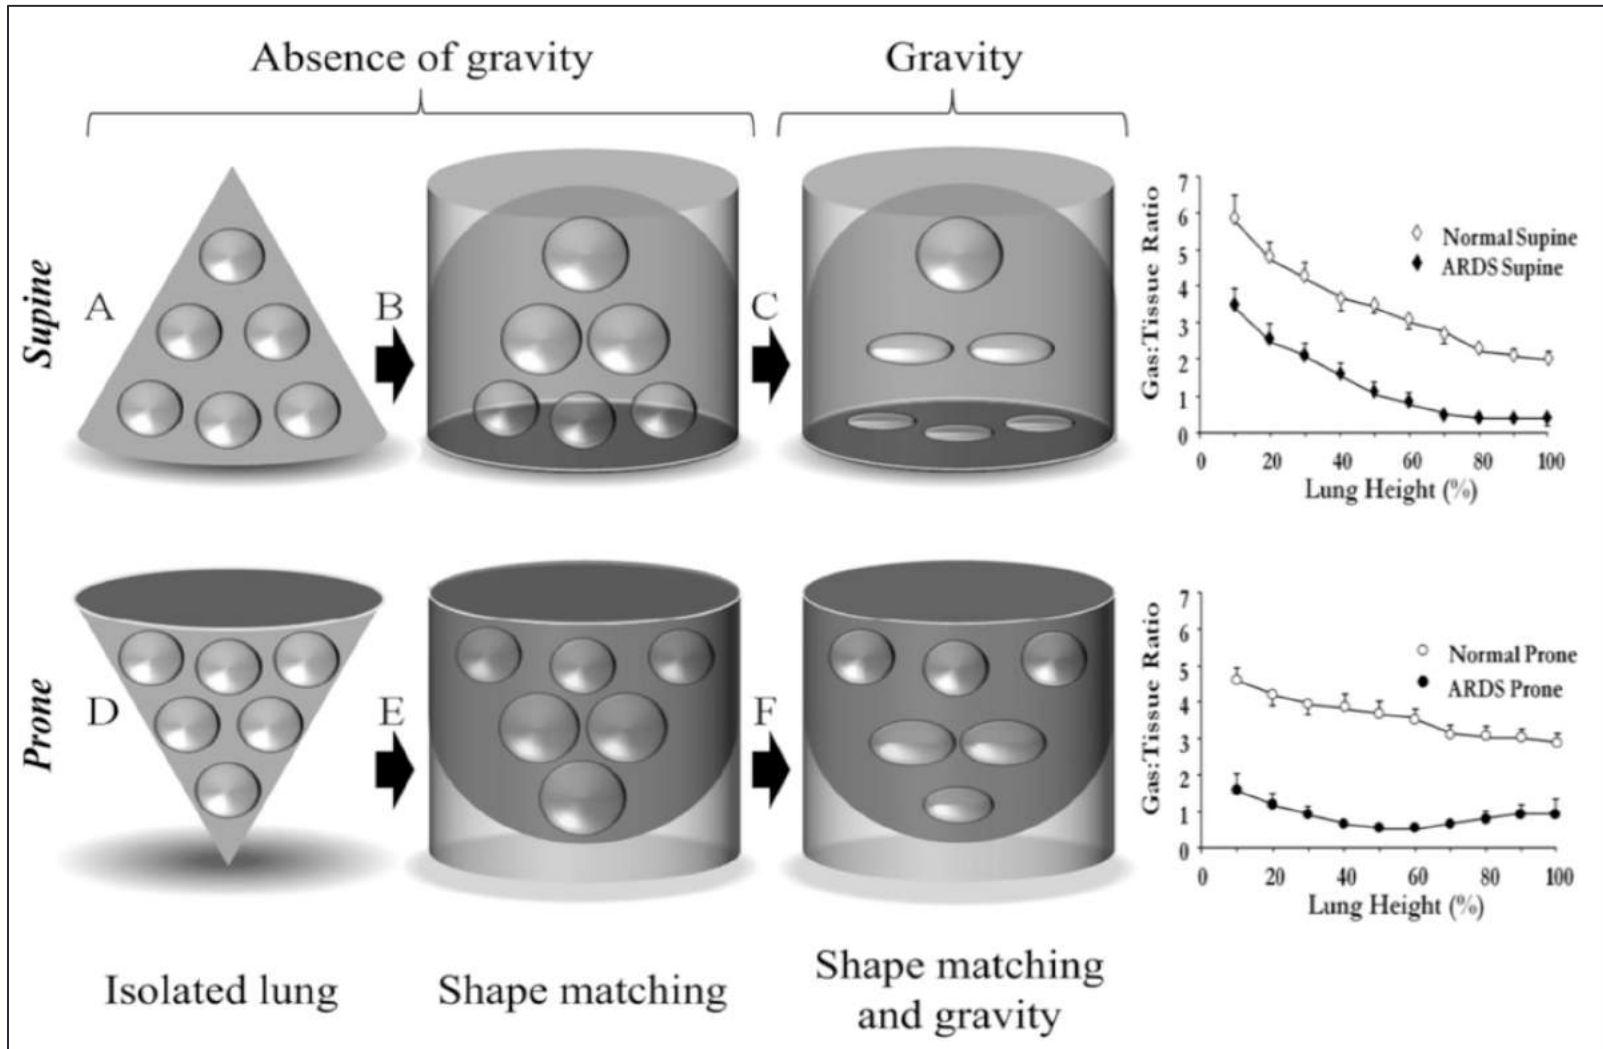 Absence of gravity
Gravity
Supine
A
B
C
Gas:Tissue Ratio
7
6
5
4
3
2
1
0
Normal Supine
ARDS Supine
0 20 40 60 80 100
Lung Height (%)
Prone
D
E
F
Gas:Tissue Ratio
7
6
5
4
3
2
1
0
Normal Prone
ARDS Prone
0 20 40 60 80 100
Lung Height (%)
Isolated lung
Shape matching
Shape matching
and gravity